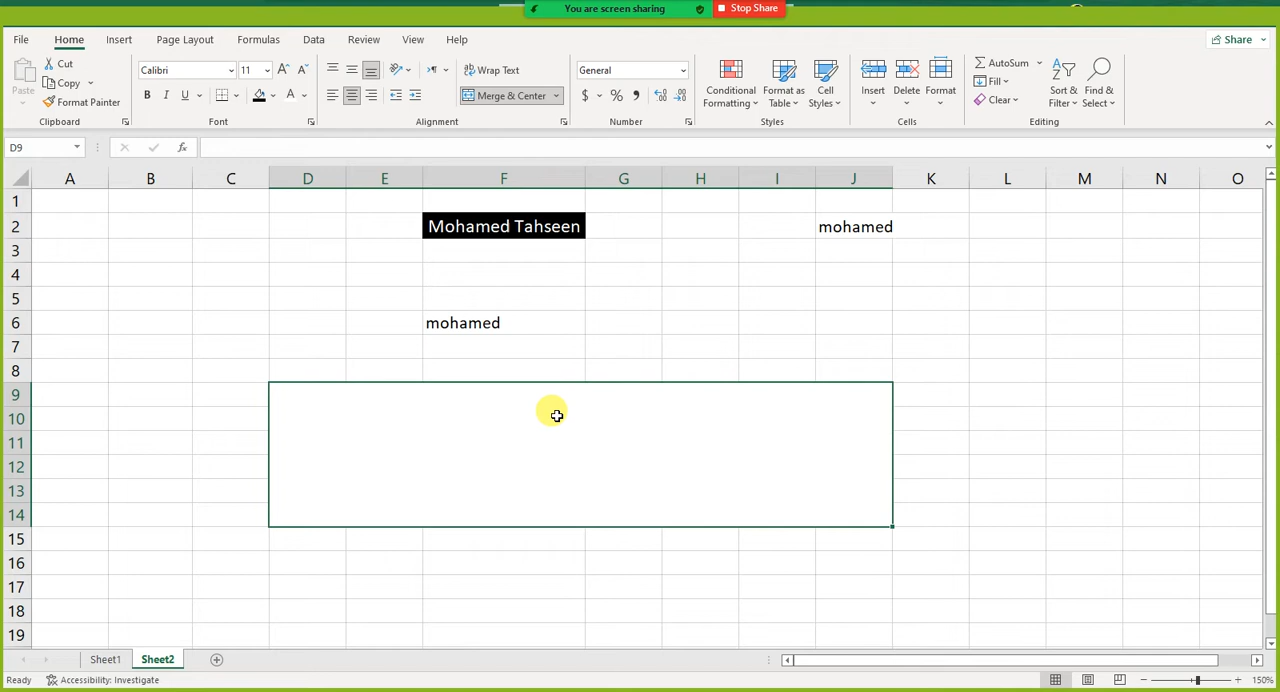 You are screen sharing
Stop Share
File Home Insert Page Layout Formulas Data Review View Help
Share
Paste
Cut
Copy
Format Painter
Clipboard
Calibri 11
B I U
A
Font
Wrap Text
Merge & Center
Alignment
General
$ % 9
Number
Conditional Formatting
Format as Table
Cell Styles
Styles
Insert
Delete
Format
Cells
AutoSum
Fill
Clear
Sort & Filter
Find & Select
Editing
D9
fx
A B C D E F G H I J K L M N O
1
2 Mohamed Tahseen mohamed
3
4
5
6 mohamed
7
8
9
10
11
12
13
14
15
16
17
18
19
Sheet1 Sheet2
Ready Accessibility: Investigate
150%